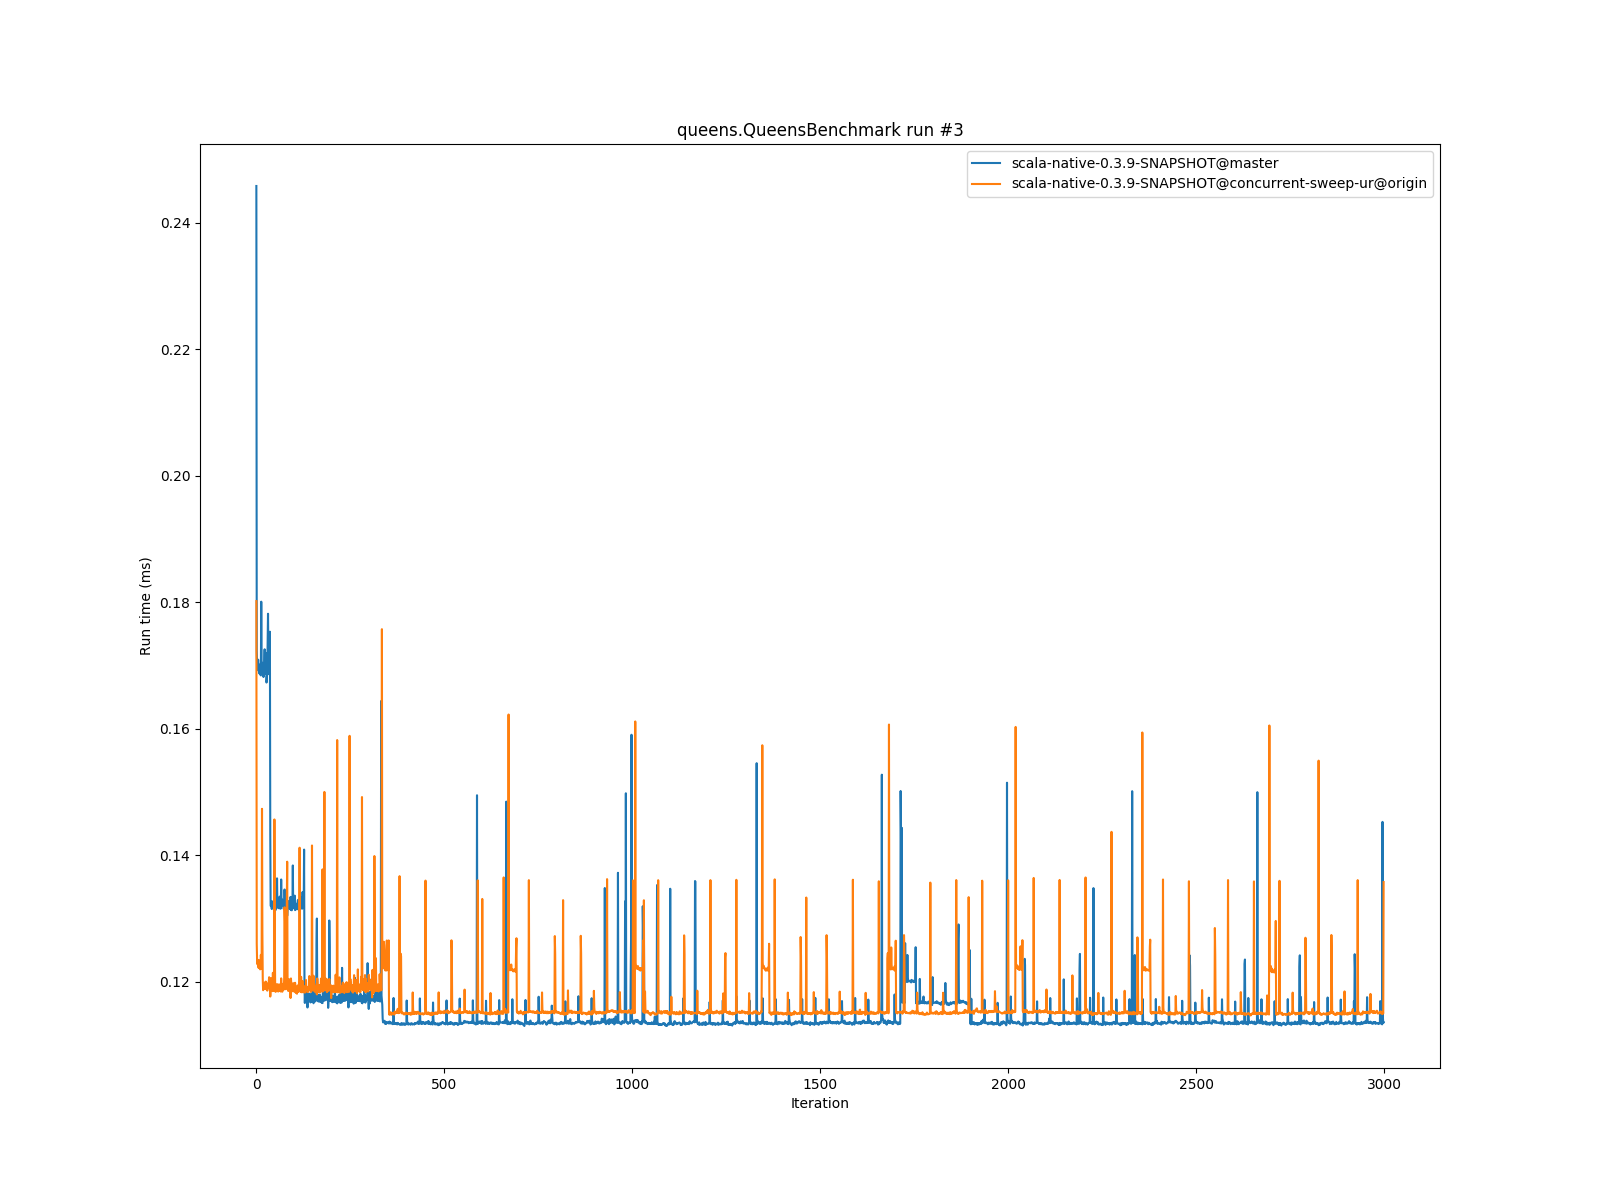 queens.QueensBenchmark run #3
scala-native-0.3.9-SNAPSHOT@master
scala-native-0.3.9-SNAPSHOT@concurrent-sweep-ur@origin
0.24
0.22
0.20
0.18
0.16
0.14
0.12
Run time (ms)
0 500 1000 1500 2000 2500 3000
Iteration